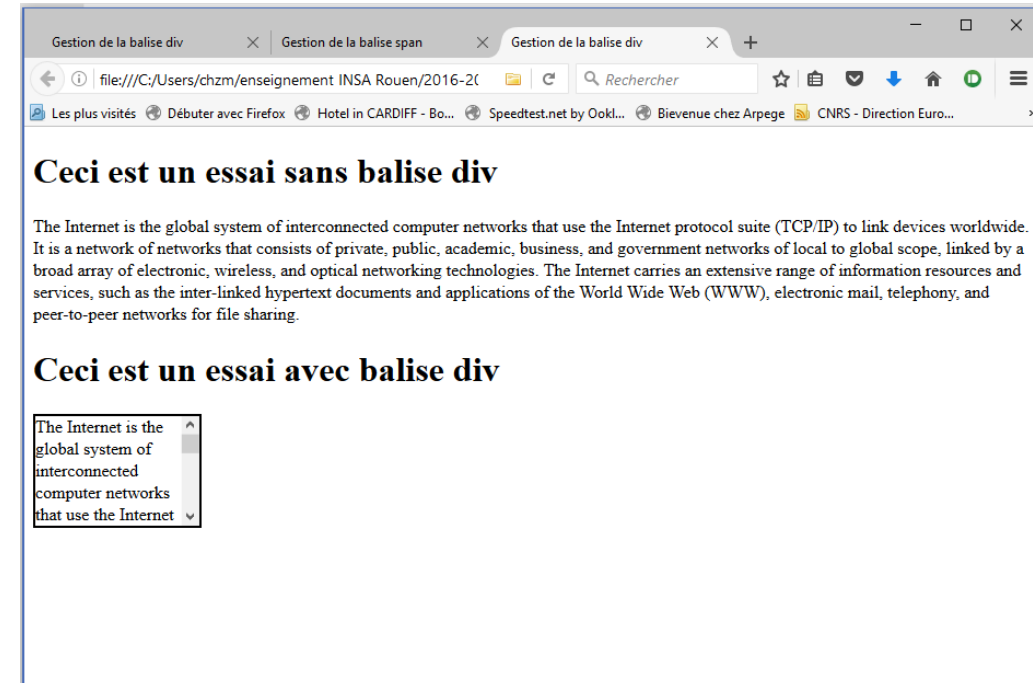 Gestion de la balise div Gestion de la balise span Gestion de la balise div
file:///C:/Users/chzm/enseignement INSA Rouen/2016-20 Rechercher
Les plus visités Débuter avec Firefox Hotel in CARDIFF - Bo... Speedtest.net by Ookl... Bievenue chez Arpege CNRS - Direction Euro...
Ceci est un essai sans balise div
The Internet is the global system of interconnected computer networks that use the Internet protocol suite (TCP/IP) to link devices worldwide.
It is a network of networks that consists of private, public, academic, business, and government networks of local to global scope, linked by a
broad array of electronic, wireless, and optical networking technologies. The Internet carries an extensive range of information resources and
services, such as the inter-linked hypertext documents and applications of the World Wide Web (WWW), electronic mail, telephony, and
peer-to-peer networks for file sharing.
Ceci est un essai avec balise div
The Internet is the
global system of
interconnected
computer networks
that use the Internet